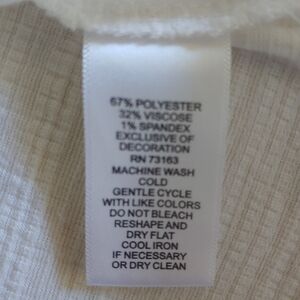 67% POLYESTER
32% VISCOSE
1% SPANDEX
EXCLUSIVE OF
DECORATION
RN 73163
MACHINE WASH
COLD
GENTLE CYCLE
WITH LIKE COLORS
DO NOT BLEACH
RESHAPE AND
DRY FLAT
COOL IRON
IF NECESSARY
OR DRY CLEAN